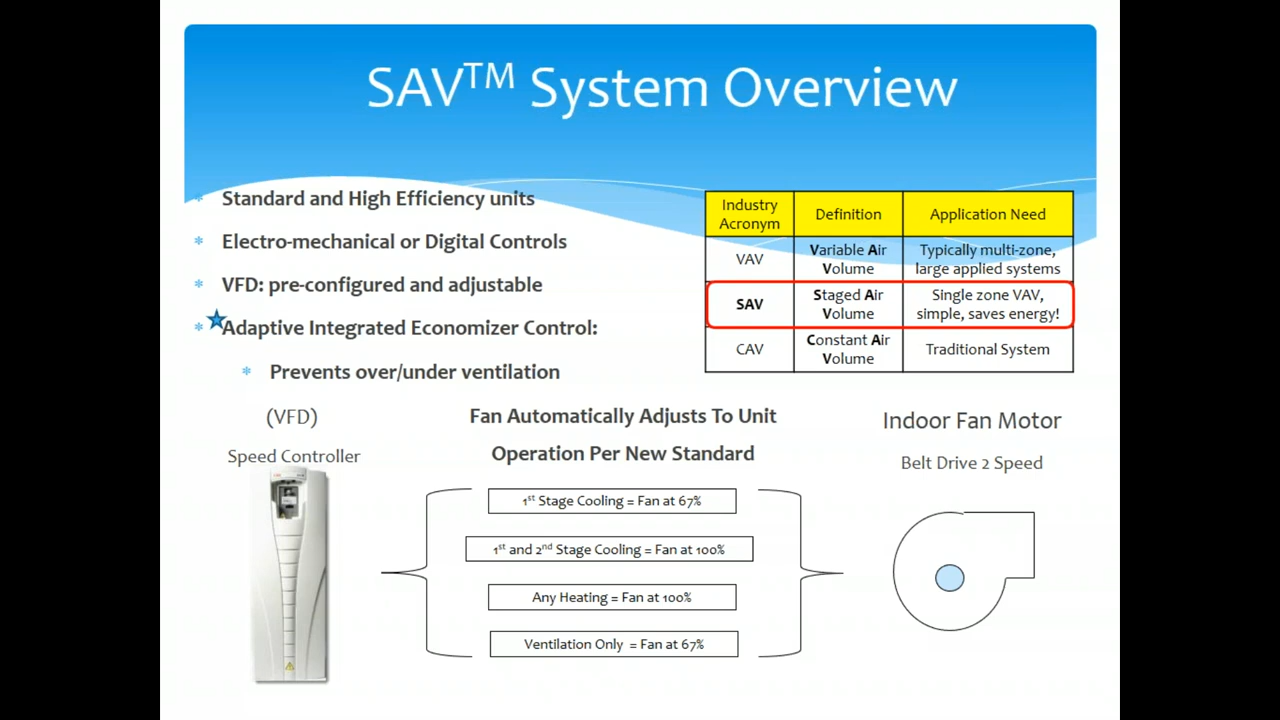 SAV™ System Overview
* Standard and High Efficiency units
* Electro-mechanical or Digital Controls
* VFD: pre-configured and adjustable
* Adaptive Integrated Economizer Control:
* Prevents over/under ventilation
Industry Acronym Definition Application Need
VAV Variable Air Volume Typically multi-zone, large applied systems
SAV Staged Air Volume Single zone VAV, simple, saves energy!
CAV Constant Air Volume Traditional System
(VFD)
Speed Controller
Fan Automatically Adjusts To Unit
Operation Per New Standard
1st Stage Cooling = Fan at 67%
1st and 2nd Stage Cooling = Fan at 100%
Any Heating = Fan at 100%
Ventilation Only = Fan at 67%
Indoor Fan Motor
Belt Drive 2 Speed